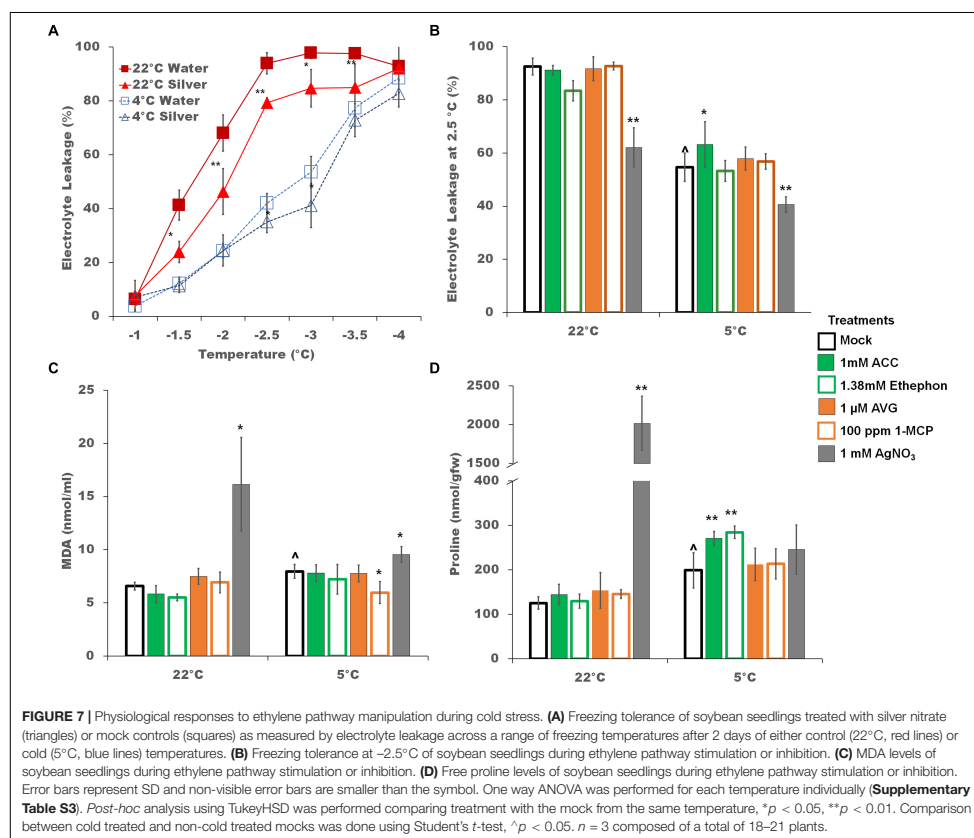 A
100
80
60
40
20
0
Electrolyte Leakage (%)
22°C Water
22°C Silver
4°C Water
4°C Silver
*
**
**
*
**
*
*
-1
-1.5
-2
-2.5
-3
-3.5
-4
Temperature (°C)
B
100
80
60
40
20
0
Electrolyte Leakage at 2.5 °C (%)
**
^
*
**
22°C
5°C
Treatments
Mock
1mM ACC
1.38mM Ethephon
1 µM AVG
100 ppm 1-MCP
1 mM AgNO3
C
25
20
15
10
5
0
MDA (nmol/ml)
*
^
*
*
22°C
5°C
D
2500
2000
1500
400
300
200
100
0
Proline (nmol/gfw)
**
^
**
**
22°C
5°C
FIGURE 7 | Physiological responses to ethylene pathway manipulation during cold stress. (A) Freezing tolerance of soybean seedlings treated with silver nitrate
(triangles) or mock controls (squares) as measured by electrolyte leakage across a range of freezing temperatures after 2 days of either control (22°C, red lines) or
cold (5°C, blue lines) temperatures. (B) Freezing tolerance at −2.5°C of soybean seedlings during ethylene pathway stimulation or inhibition. (C) MDA levels of
soybean seedlings during ethylene pathway stimulation or inhibition. (D) Free proline levels of soybean seedlings during ethylene pathway stimulation or inhibition.
Error bars represent SD and non-visible error bars are smaller than the symbol. One way ANOVA was performed for each temperature individually (Supplementary
Table S3). Post-hoc analysis using TukeyHSD was performed comparing treatment with the mock from the same temperature, *p < 0.05, **p < 0.01. Comparison
between cold treated and non-cold treated mocks was done using Student's t-test, ^p < 0.05. n = 3 composed of a total of 18–21 plants.